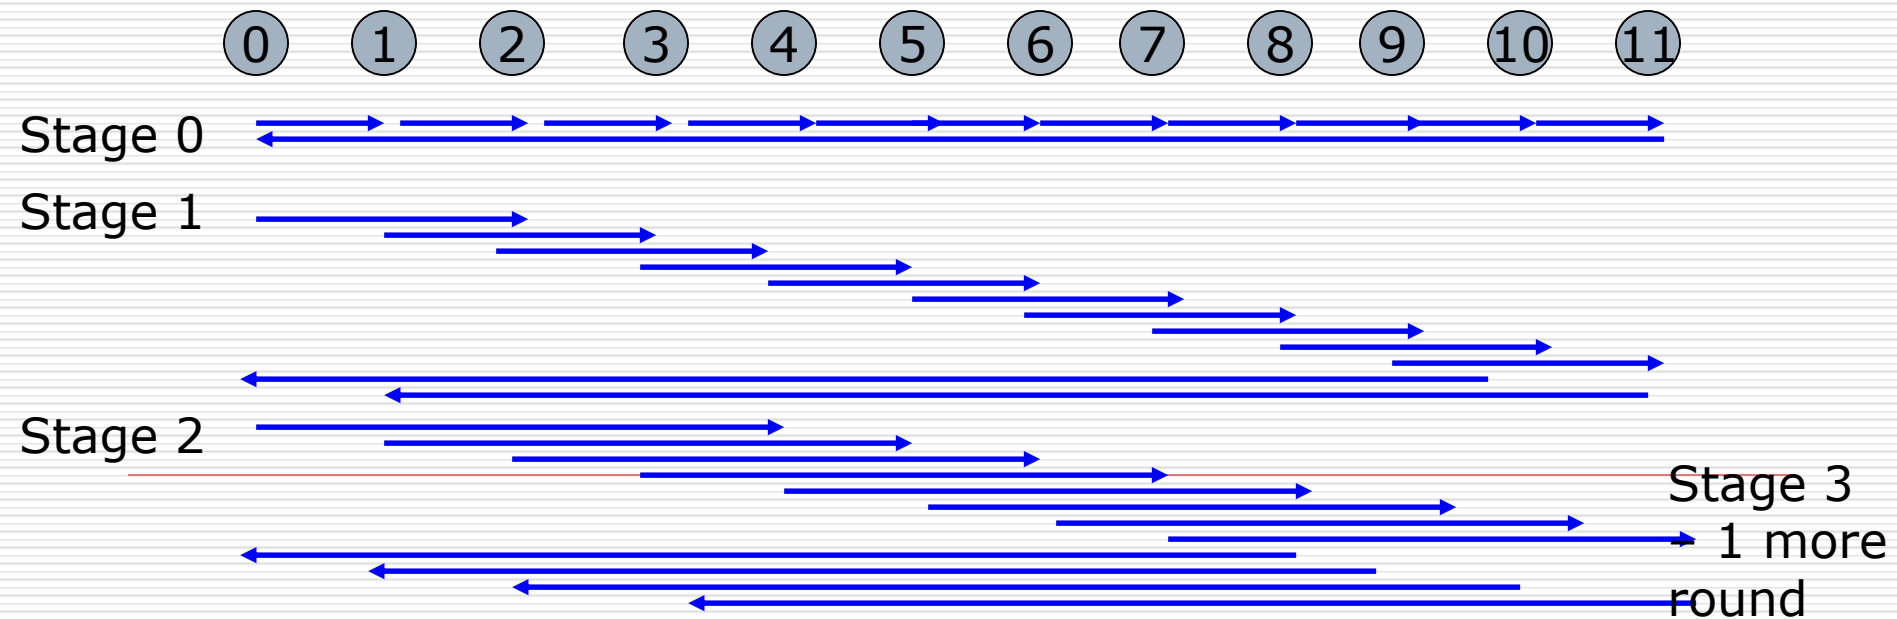 0 1 2 3 4 5 6 7 8 9 10 11
Stage 0
Stage 1
Stage 2
Stage 3
– 1 more
round